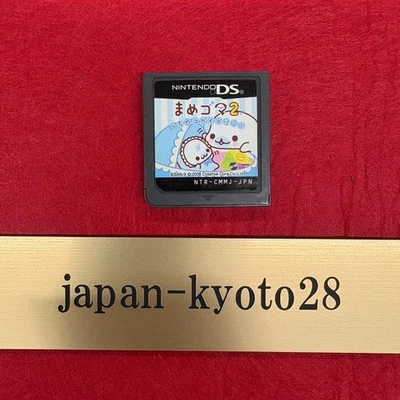 NINTENDO DS
まめゴマ2
NTR-CMMJ-JPN
japan-kyoto28